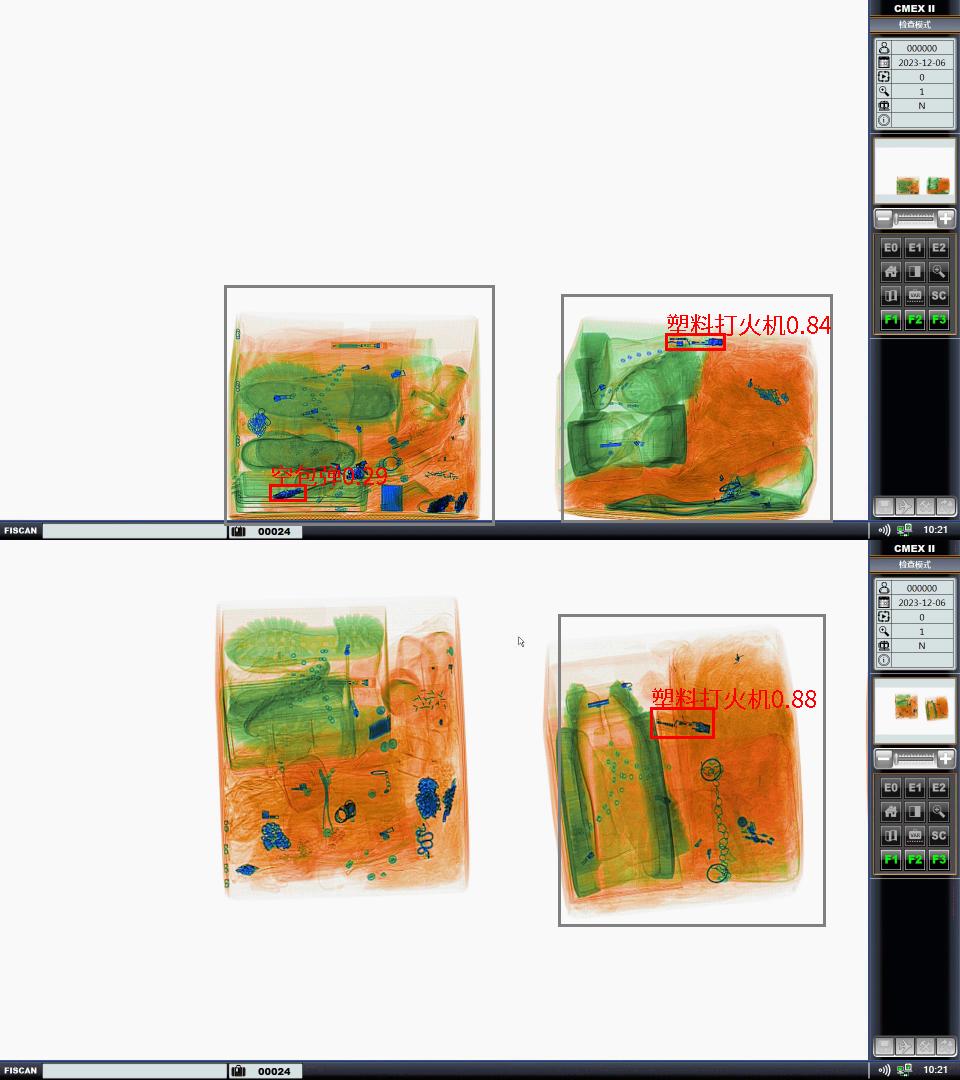 CMEX II
检查模式
000000
2023-12-06
0
1
N
E0 E1 E2
VAR SC
F1 F2 F3
塑料打火机0.84
空包弹0.29
FISCAN
00024
10:21
CMEX II
检查模式
000000
2023-12-06
0
1
N
E0 E1 E2
VAR SC
F1 F2 F3
塑料打火机0.88
FISCAN
00024
10:21